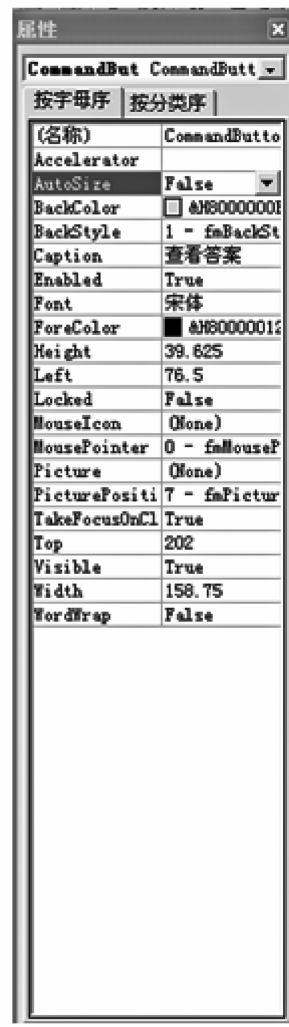 属性
CommandBut CommandButt
按字母序 按分类序
(名称) CommandButto
Accelerator
AutoSize False
BackColor &H8000000F
BackStyle 1 - fmBackSt
Caption 查看答案
Enabled True
Font 宋体
ForeColor &H80000012
Height 39.625
Left 76.5
Locked False
MouseIcon (None)
MousePointer 0 - fmMouseP
Picture (None)
PicturePositi 7 - fmPictur
TakeFocusOnCl True
Top 202
Visible True
Width 158.75
WordWrap False